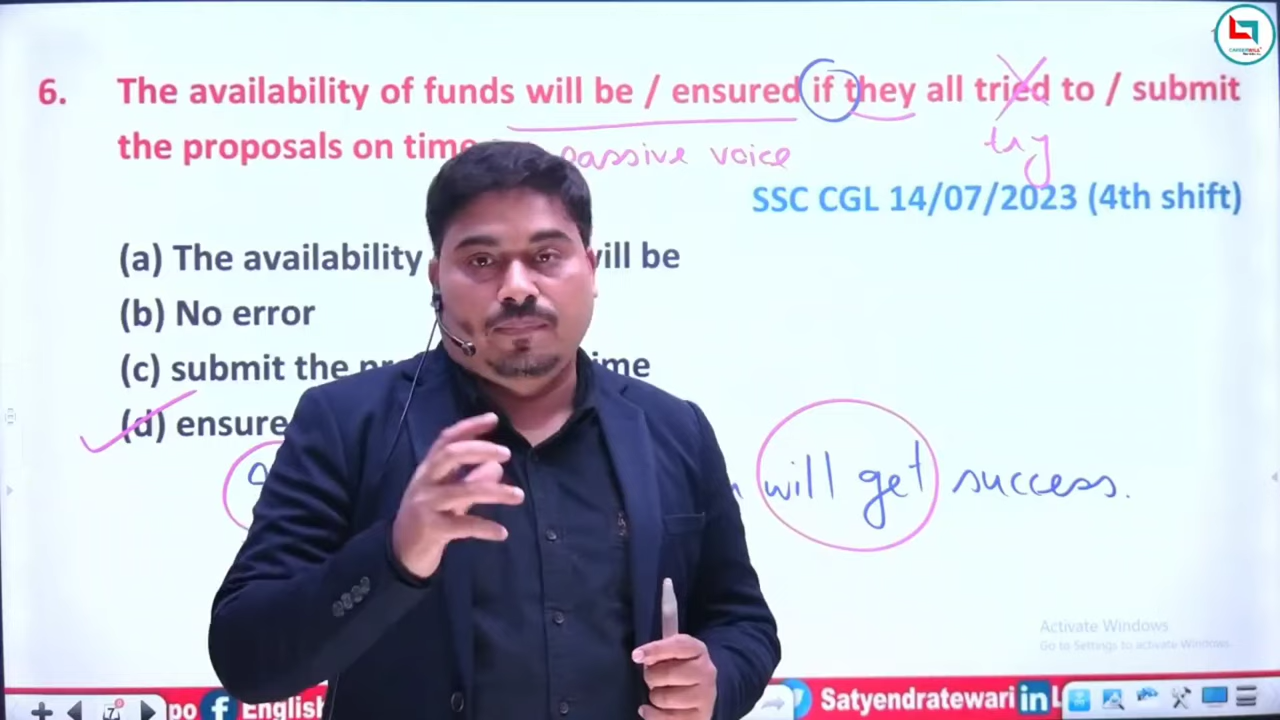 CAREERWILL
6. The availability of funds will be / ensured if they all tried to / submit
the proposals on time
try
passive voice
SSC CGL 14/07/2023 (4th shift)
(a) The availability will be
(b) No error
(c) submit the
(d) ensure
will get success.
Activate Windows
Go to Settings to activate Windows.
English
Satyendratewari